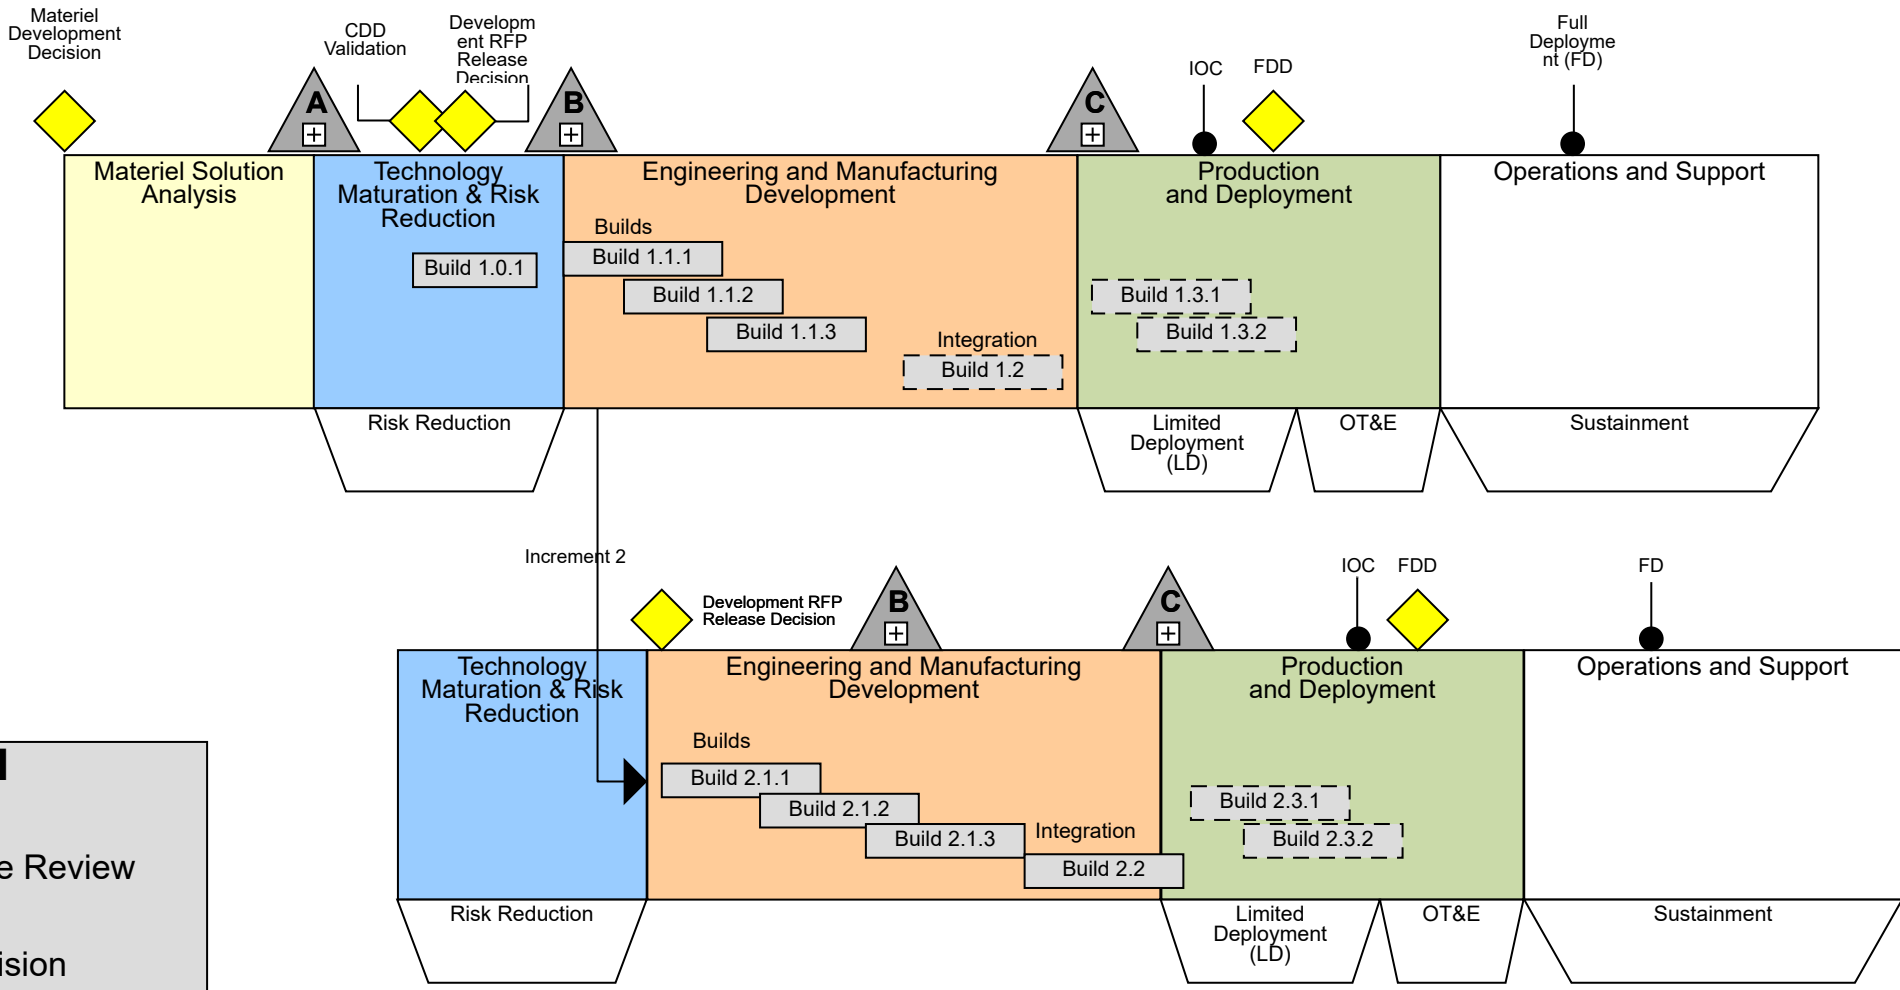 Materiel
Development
Decision
CDD
Validation
Developm
ent RFP
Release
Decision
A
B
C
IOC
FDD
Full
Deployme
nt (FD)
Materiel Solution
Analysis
Technology
Maturation & Risk
Reduction
Engineering and Manufacturing
Development
Production
and Deployment
Operations and Support
Builds
Build 1.0.1
Build 1.1.1
Build 1.1.2
Build 1.1.3
Integration
Build 1.2
Build 1.3.1
Build 1.3.2
Risk Reduction
Limited
Deployment
(LD)
OT&E
Sustainment
Increment 2
Development RFP
Release Decision
B
C
IOC
FDD
FD
Technology
Maturation & Risk
Reduction
Engineering and Manufacturing
Development
Production
and Deployment
Operations and Support
Builds
Build 2.1.1
Build 2.1.2
Build 2.1.3
Integration
Build 2.2
Build 2.3.1
Build 2.3.2
Risk Reduction
Limited
Deployment
(LD)
OT&E
Sustainment
e Review
ision